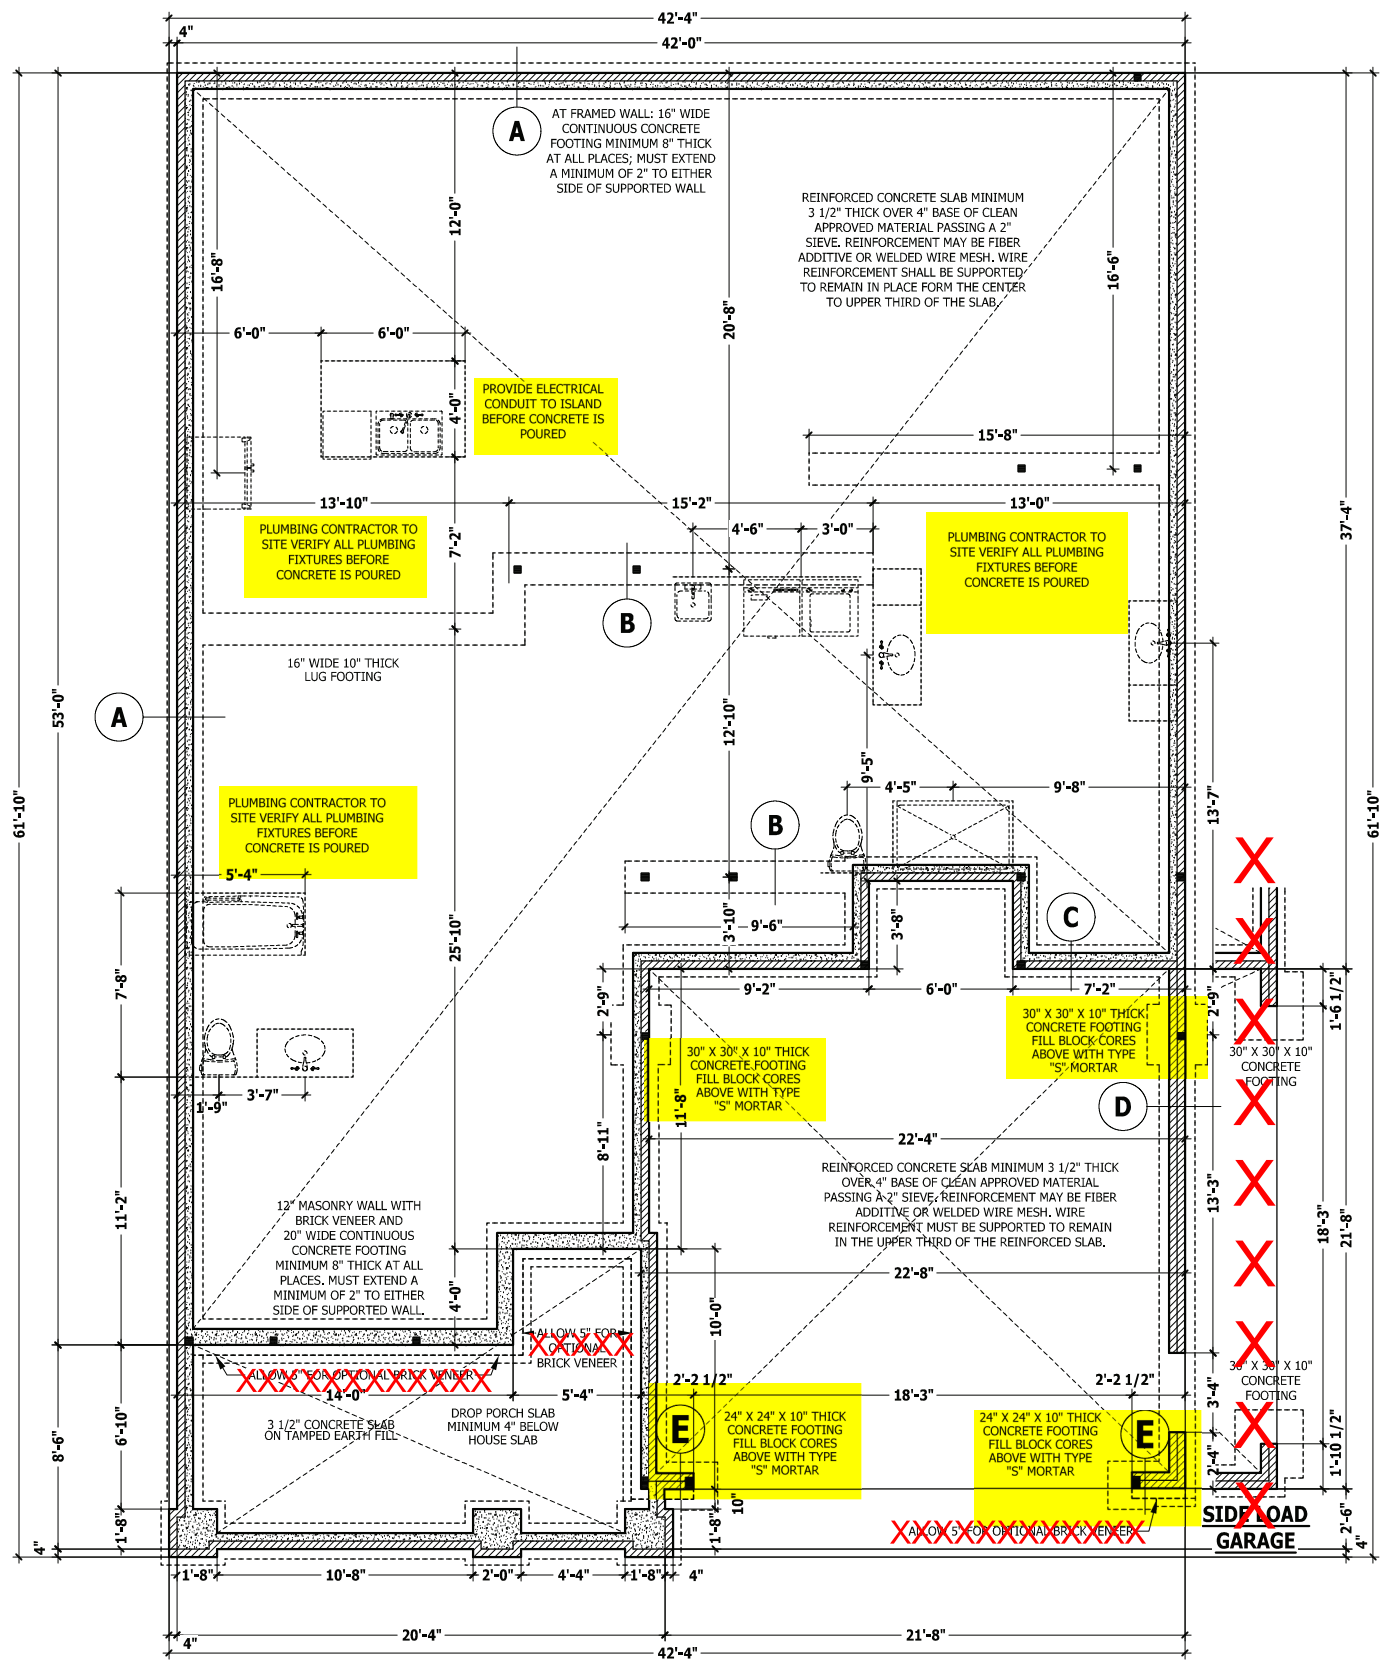 42'-4"
4"
42'-0"
A
AT FRAMED WALL: 16" WIDE
CONTINUOUS CONCRETE
FOOTING MINIMUM 8" THICK
AT ALL PLACES; MUST EXTEND
A MINIMUM OF 2" TO EITHER
SIDE OF SUPPORTED WALL
REINFORCED CONCRETE SLAB MINIMUM
3 1/2" THICK OVER 4" BASE OF CLEAN
APPROVED MATERIAL PASSING A 2"
SIEVE. REINFORCEMENT MAY BE FIBER
ADDITIVE OR WELDED WIRE MESH. WIRE
REINFORCEMENT SHALL BE SUPPORTED
TO REMAIN IN PLACE FORM THE CENTER
TO UPPER THIRD OF THE SLAB.
12'-0"
16'-8"
16'-6"
20'-8"
6'-0"
6'-0"
PROVIDE ELECTRICAL
CONDUIT TO ISLAND
BEFORE CONCRETE IS
POURED
4'-0"
15'-8"
13'-10"
15'-2"
13'-0"
37'-4"
PLUMBING CONTRACTOR TO
SITE VERIFY ALL PLUMBING
FIXTURES BEFORE
CONCRETE IS POURED
7'-2"
4'-6"
3'-0"
PLUMBING CONTRACTOR TO
SITE VERIFY ALL PLUMBING
FIXTURES BEFORE
CONCRETE IS POURED
B
16" WIDE 10" THICK
LUG FOOTING
53'-0"
A
12'-10"
9'-5"
4'-5"
9'-8"
13'-7"
61'-10"
61'-10"
PLUMBING CONTRACTOR TO
SITE VERIFY ALL PLUMBING
FIXTURES BEFORE
CONCRETE IS POURED
B
X
5'-4"
25'-10"
9'-6"
3'-10"
3'-8"
C
X
7'-8"
2'-9"
9'-2"
6'-0"
7'-2"
2'-9"
1'-6 1/2"
30" X 30" X 10" THICK
CONCRETE FOOTING
FILL BLOCK CORES
ABOVE WITH TYPE
"S" MORTAR
X
30" X 30" X 10" THICK
CONCRETE FOOTING
FILL BLOCK CORES
ABOVE WITH TYPE
"S" MORTAR
30" X 30" X 10"
CONCRETE
FOOTING
1'-9"
3'-7"
11'-8"
8'-11"
D
X
22'-4"
REINFORCED CONCRETE SLAB MINIMUM 3 1/2" THICK
OVER 4" BASE OF CLEAN APPROVED MATERIAL
PASSING A 2" SIEVE. REINFORCEMENT MAY BE FIBER
ADDITIVE OR WELDED WIRE MESH. WIRE
REINFORCEMENT MUST BE SUPPORTED TO REMAIN
IN THE UPPER THIRD OF THE REINFORCED SLAB.
13'-3"
X
18'-3"
21'-8"
11'-2"
12" MASONRY WALL WITH
BRICK VENEER AND
20" WIDE CONTINUOUS
CONCRETE FOOTING
MINIMUM 8" THICK AT ALL
PLACES. MUST EXTEND A
MINIMUM OF 2" TO EITHER
SIDE OF SUPPORTED WALL.
4'-0"
22'-8"
X
10'-0"
ALLOW 5" FOR
OPTIONAL
BRICK VENEER
XXXXX
ALLOW 5" FOR OPTIONAL BRICK VENEER
XXXXXXXXXXXXX
X
30" X 30" X 10"
CONCRETE
FOOTING
14'-0"
5'-4"
2'-2 1/2"
18'-3"
2'-2 1/2"
3'-4"
3 1/2" CONCRETE SLAB
ON TAMPED EARTH FILL
DROP PORCH SLAB
MINIMUM 4" BELOW
HOUSE SLAB
E
24" X 24" X 10" THICK
CONCRETE FOOTING
FILL BLOCK CORES
ABOVE WITH TYPE
"S" MORTAR
24" X 24" X 10" THICK
CONCRETE FOOTING
FILL BLOCK CORES
ABOVE WITH TYPE
"S" MORTAR
E
X
6'-10"
8'-6"
2'-4"
1'-10 1/2"
10"
X
SIDE LOAD
GARAGE
ALLOW 5" FOR OPTIONAL BRICK VENEER
XXXXXXXXXXXXX
1'-8"
1'-8"
2'-6"
4"
4"
1'-8"
10'-8"
2'-0"
4'-4"
1'-8"
4"
4"
20'-4"
21'-8"
42'-4"